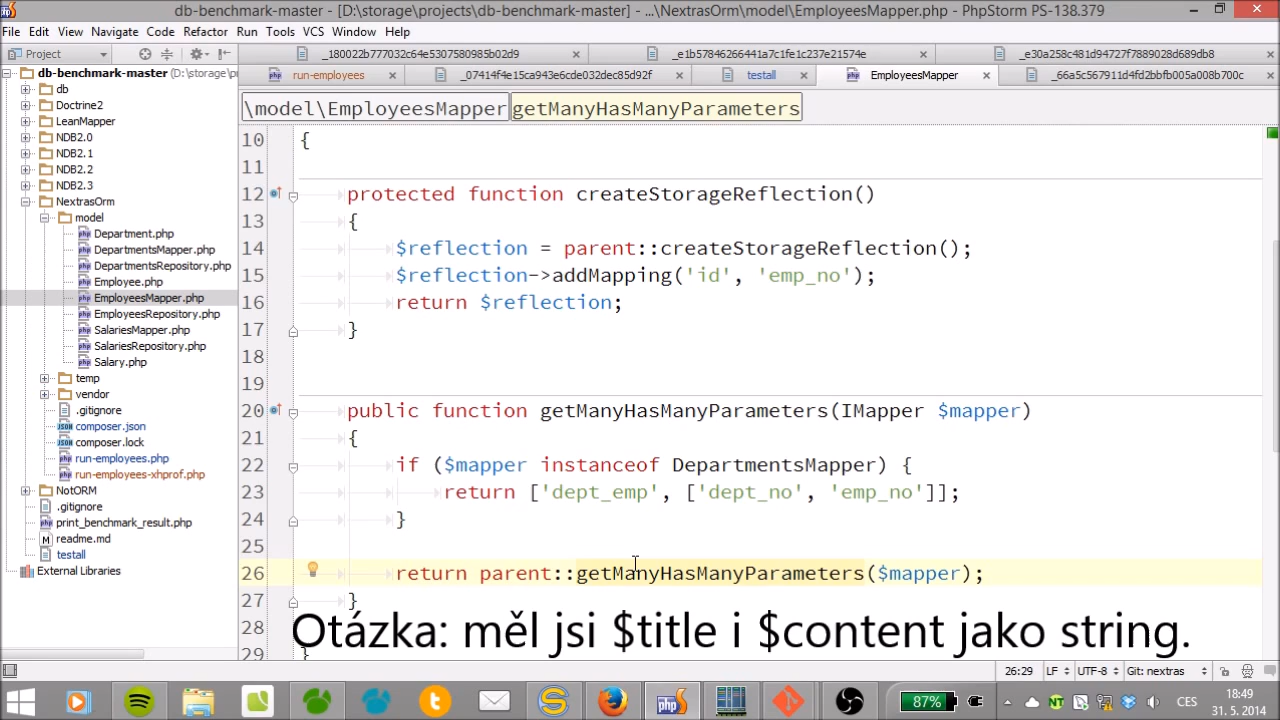 db-benchmark-master - [D:\storage\projects\db-benchmark-master] - ...\NextrasOrm\model\EmployeesMapper.php - PhpStorm PS-138.379
File Edit View Navigate Code Refactor Run Tools VCS Window Help
Project
_180022b777032c64e5307580985b02d9 _e1b57846266441a7c1fe1c237e21574e _e30a258c481d94727f7889028d689db8
run-employees _07414f4e15ca943e6cde032dec85d92f testall EmployeesMapper _66a5c567911d4fd2bbfb005a008b700c
\model\EmployeesMapper getManyHasManyParameters
db-benchmark-master (D:\storage\pr
db
Doctrine2
LeanMapper
NDB2.0
NDB2.1
NDB2.2
NDB2.3
NextrasOrm
model
Department.php
DepartmentsMapper.php
DepartmentsRepository.php
Employee.php
EmployeesMapper.php
EmployeesRepository.php
SalariesMapper.php
SalariesRepository.php
Salary.php
temp
vendor
.gitignore
composer.json
composer.lock
run-employees.php
run-employees-xhprof.php
NotORM
.gitignore
print_benchmark_result.php
readme.md
testall
External Libraries
10 {
11
12 protected function createStorageReflection()
13 {
14 $reflection = parent::createStorageReflection();
15 $reflection->addMapping('id', 'emp_no');
16 return $reflection;
17 }
18
19
20 public function getManyHasManyParameters(IMapper $mapper)
21 {
22 if ($mapper instanceof DepartmentsMapper) {
23 return ['dept_emp', ['dept_no', 'emp_no']];
24 }
25
26 return parent::getManyHasManyParameters($mapper);
27 }
28
29 }
Otázka: měl jsi $title i $content jako string.
26:29 LF UTF-8 Git: nextras
87% CES 18:49
31. 5. 2014